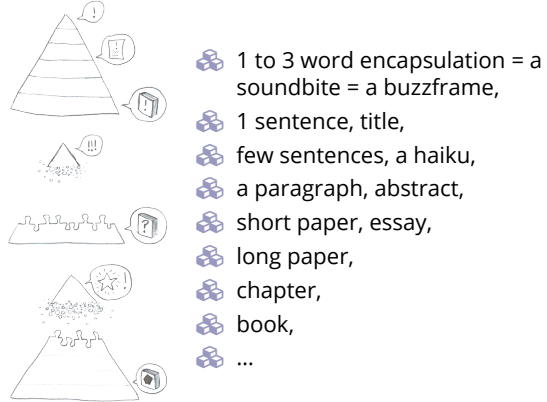 !
!
!!!
?
!
1 to 3 word encapsulation = a
soundbite = a buzzframe,
1 sentence, title,
few sentences, a haiku,
a paragraph, abstract,
short paper, essay,
long paper,
chapter,
book,
...